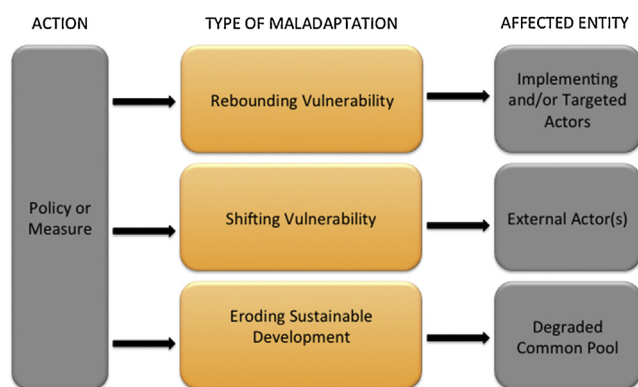 ACTION
TYPE OF MALADAPTATION
AFFECTED ENTITY
Policy or
Measure
Rebounding Vulnerability
Implementing
and/or Targeted
Actors
Shifting Vulnerability
External Actor(s)
Eroding Sustainable
Development
Degraded
Common Pool